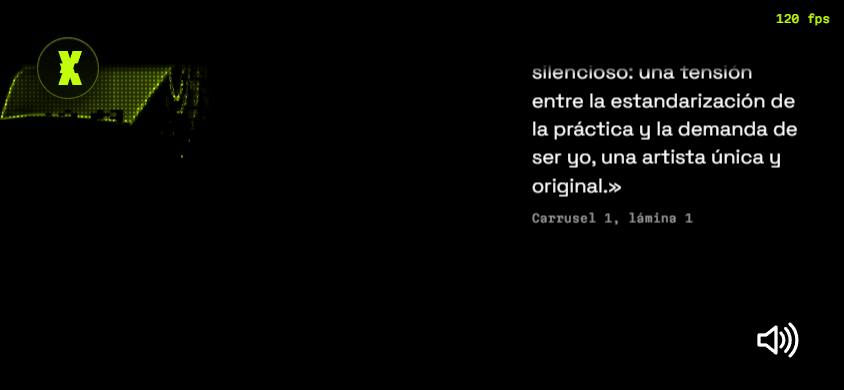 120 fps
X
silencioso: una tensión
entre la estandarización de
la práctica y la demanda de
ser yo, una artista única y
original.»
Carrusel 1, lámina 1